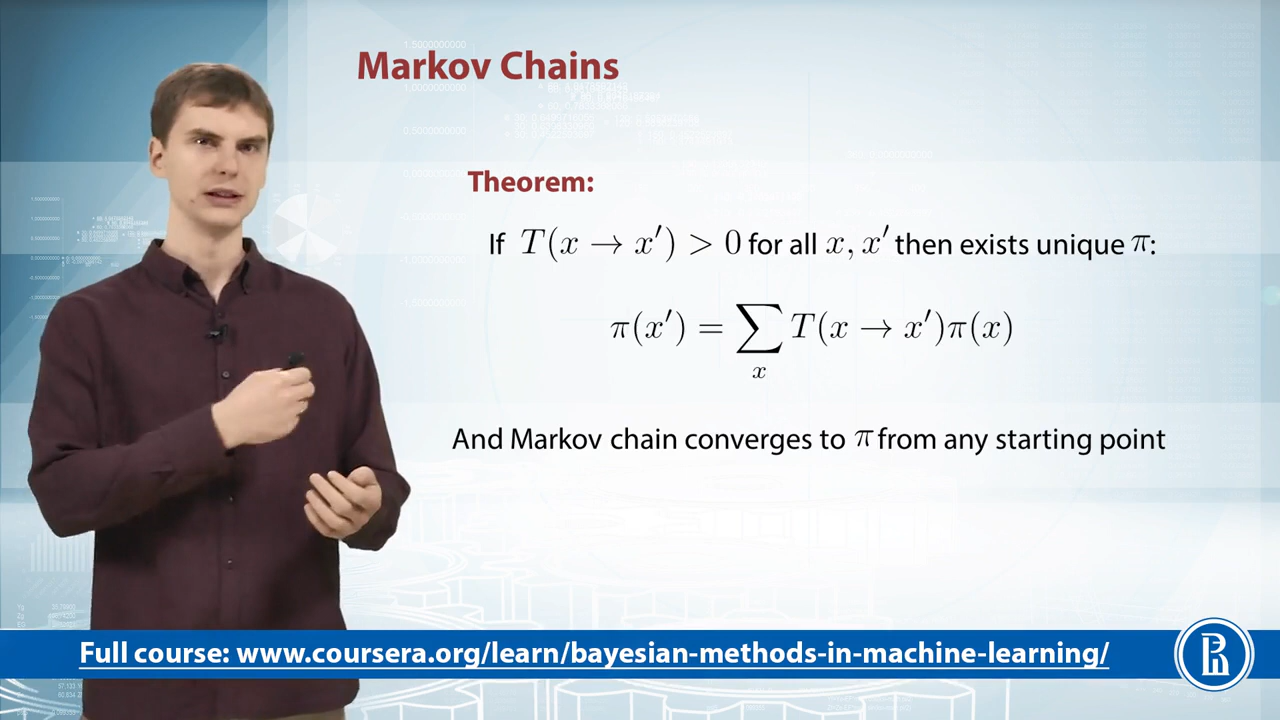 Markov Chains
Theorem:
If T(x → x′) > 0 for all x, x′ then exists unique π:
π(x′) = ∑ₓ T(x → x′)π(x)
And Markov chain converges to π from any starting point
Full course: www.coursera.org/learn/bayesian-methods-in-machine-learning/